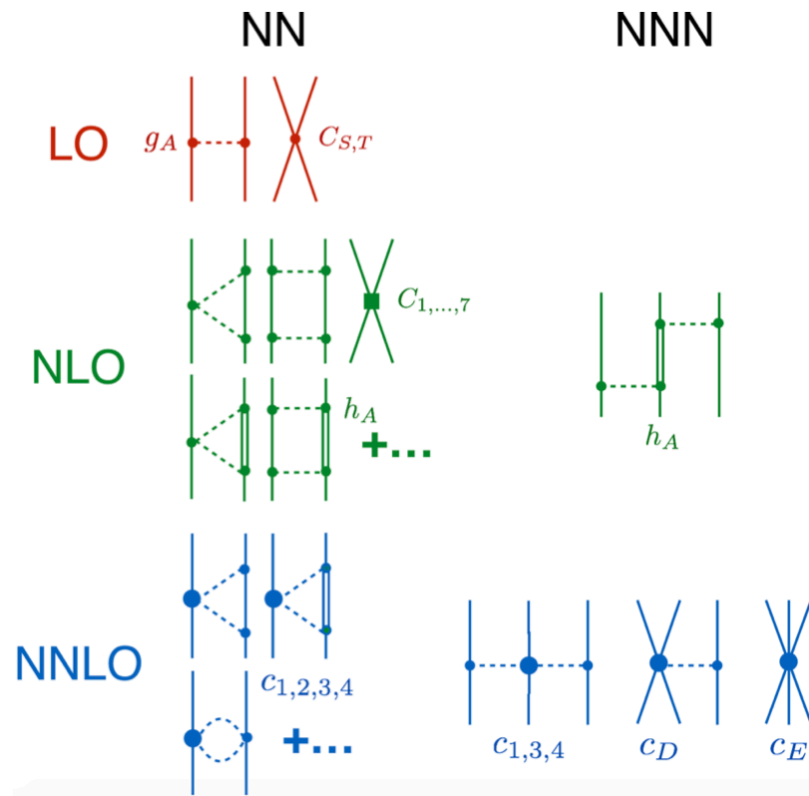 NN NNN
LO g_A C_{S,T}
C_{1,...,7}
NLO
h_A
+...
h_A
NNLO
c_{1,2,3,4}
+...
c_{1,3,4} c_D c_E